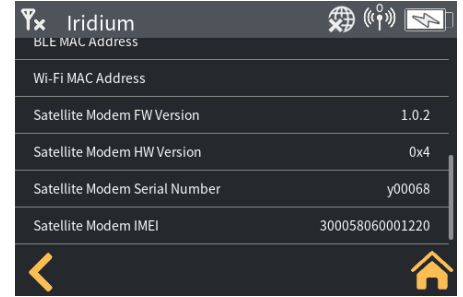 Iridium
0
BLE MAC Address
Wi-Fi MAC Address
Satellite Modem FW Version 1.0.2
Satellite Modem HW Version 0x4
Satellite Modem Serial Number y00068
Satellite Modem IMEI 300058060001220